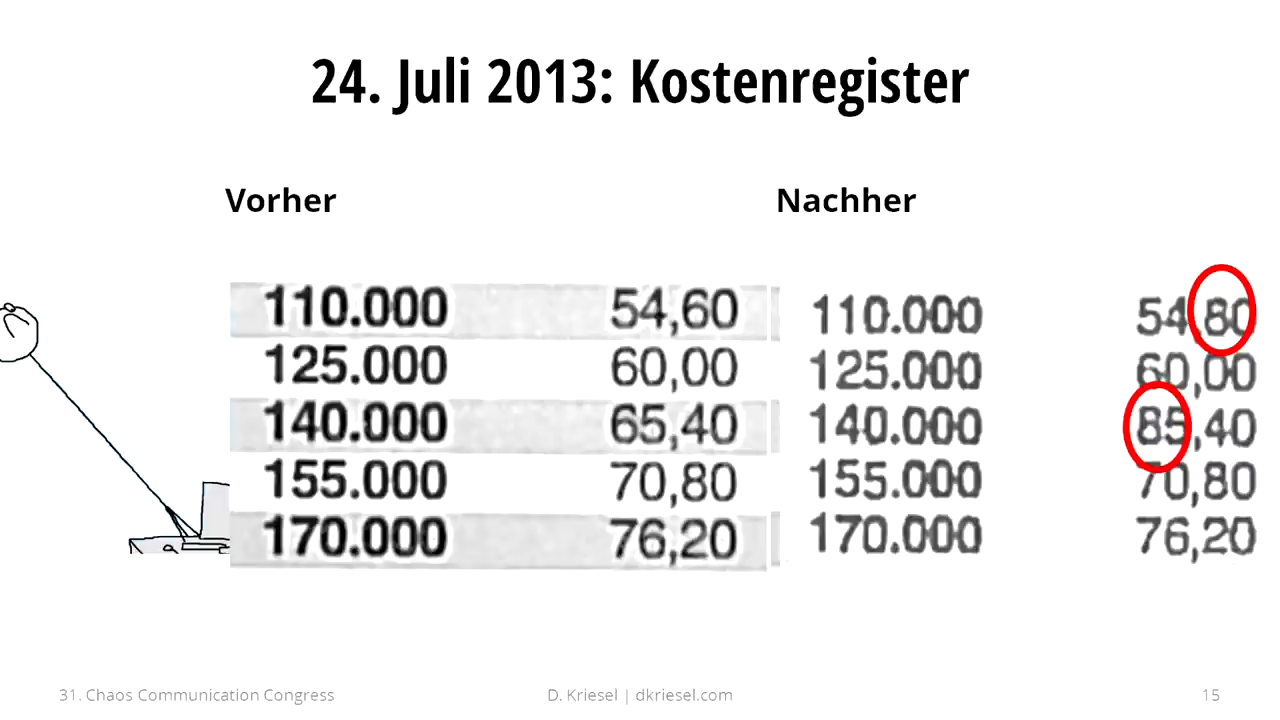 24. Juli 2013: Kostenregister
Vorher Nachher
110.000 54,60 110.000 54,80
125.000 60,00 125.000 60,00
140.000 65,40 140.000 85,40
155.000 70,80 155.000 70,80
170.000 76,20 170.000 76,20
31. Chaos Communication Congress D. Kriesel | dkriesel.com 15